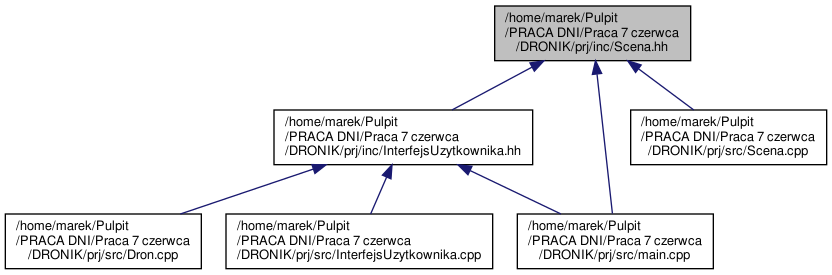 /home/marek/Pulpit
/PRACA DNI/Praca 7 czerwca
/DRONIK/prj/inc/Scena.hh
/home/marek/Pulpit
/PRACA DNI/Praca 7 czerwca
/DRONIK/prj/inc/InterfejsUzytkownika.hh
/home/marek/Pulpit
/PRACA DNI/Praca 7 czerwca
/DRONIK/prj/src/Scena.cpp
/home/marek/Pulpit
/PRACA DNI/Praca 7 czerwca
/DRONIK/prj/src/Dron.cpp
/home/marek/Pulpit
/PRACA DNI/Praca 7 czerwca
/DRONIK/prj/src/InterfejsUzytkownika.cpp
/home/marek/Pulpit
/PRACA DNI/Praca 7 czerwca
/DRONIK/prj/src/main.cpp